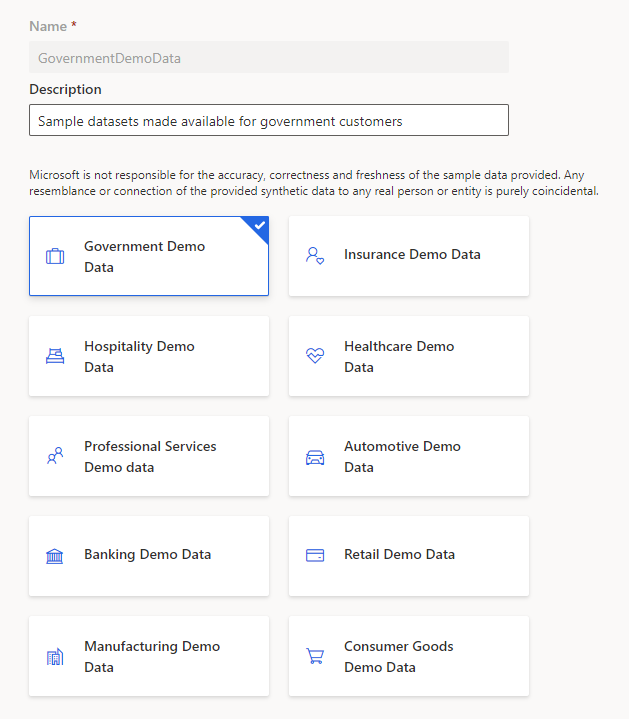 Name *
GovernmentDemoData
Description
Sample datasets made available for government customers
Microsoft is not responsible for the accuracy, correctness and freshness of the sample data provided. Any
resemblance or connection of the provided synthetic data to any real person or entity is purely coincidental.
Government Demo
Data
Insurance Demo Data
Hospitality Demo
Data
Healthcare Demo
Data
Professional Services
Demo data
Automotive Demo
Data
Banking Demo Data
Retail Demo Data
Manufacturing Demo
Data
Consumer Goods
Demo Data